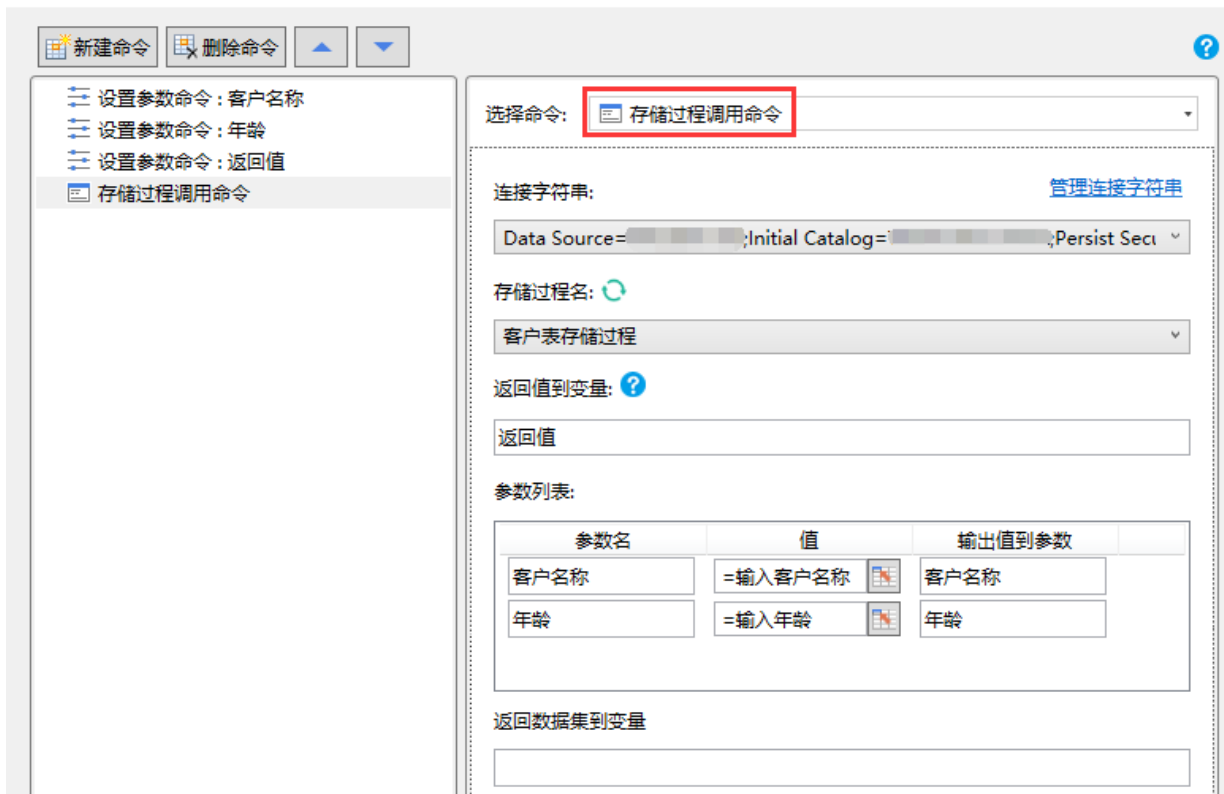 新建命令 删除命令
设置参数命令 : 客户名称
设置参数命令 : 年龄
设置参数命令 : 返回值
存储过程调用命令
选择命令: 存储过程调用命令
连接字符串: 管理连接字符串
Data Source= ;Initial Catalog= ;Persist Secu
存储过程名:
客户表存储过程
返回值到变量: ?
返回值
参数列表:
参数名 值 输出值到参数
客户名称 =输入客户名称 客户名称
年龄 =输入年龄 年龄
返回数据集到变量